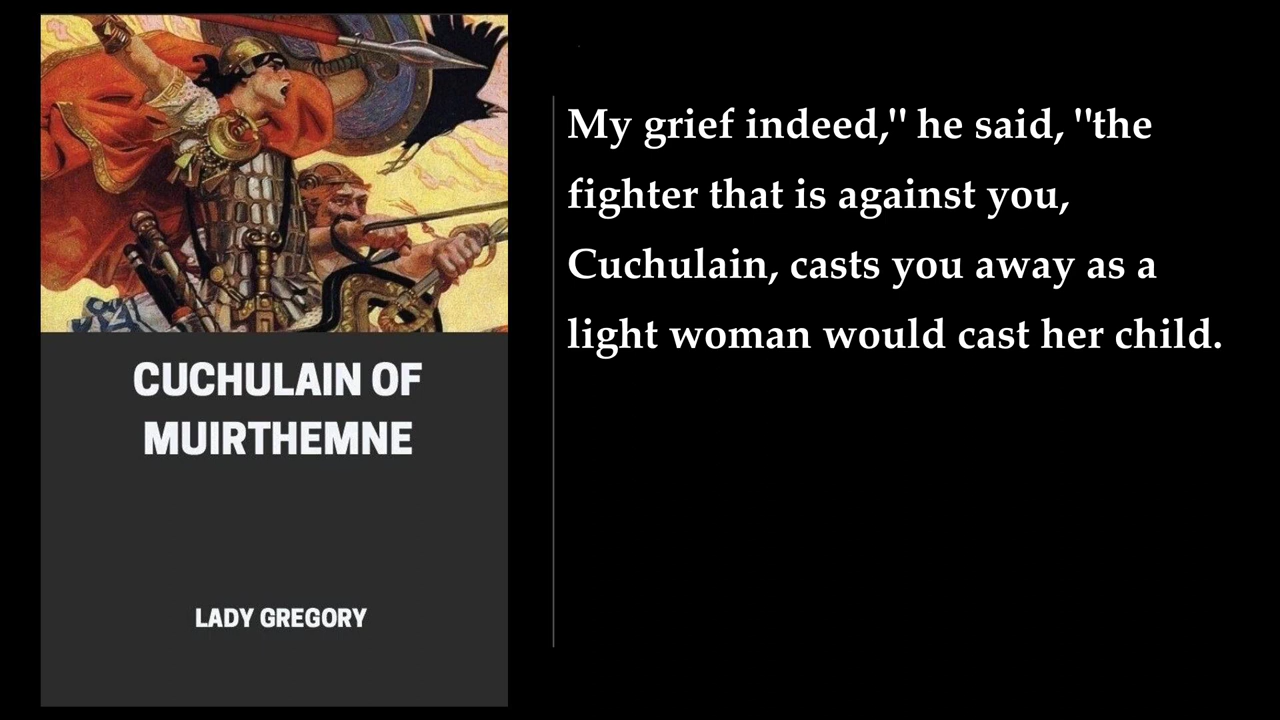 CUCHULAIN OF
MUIRTHEMNE
LADY GREGORY
My grief indeed," he said, "the
fighter that is against you,
Cuchulain, casts you away as a
light woman would cast her child.